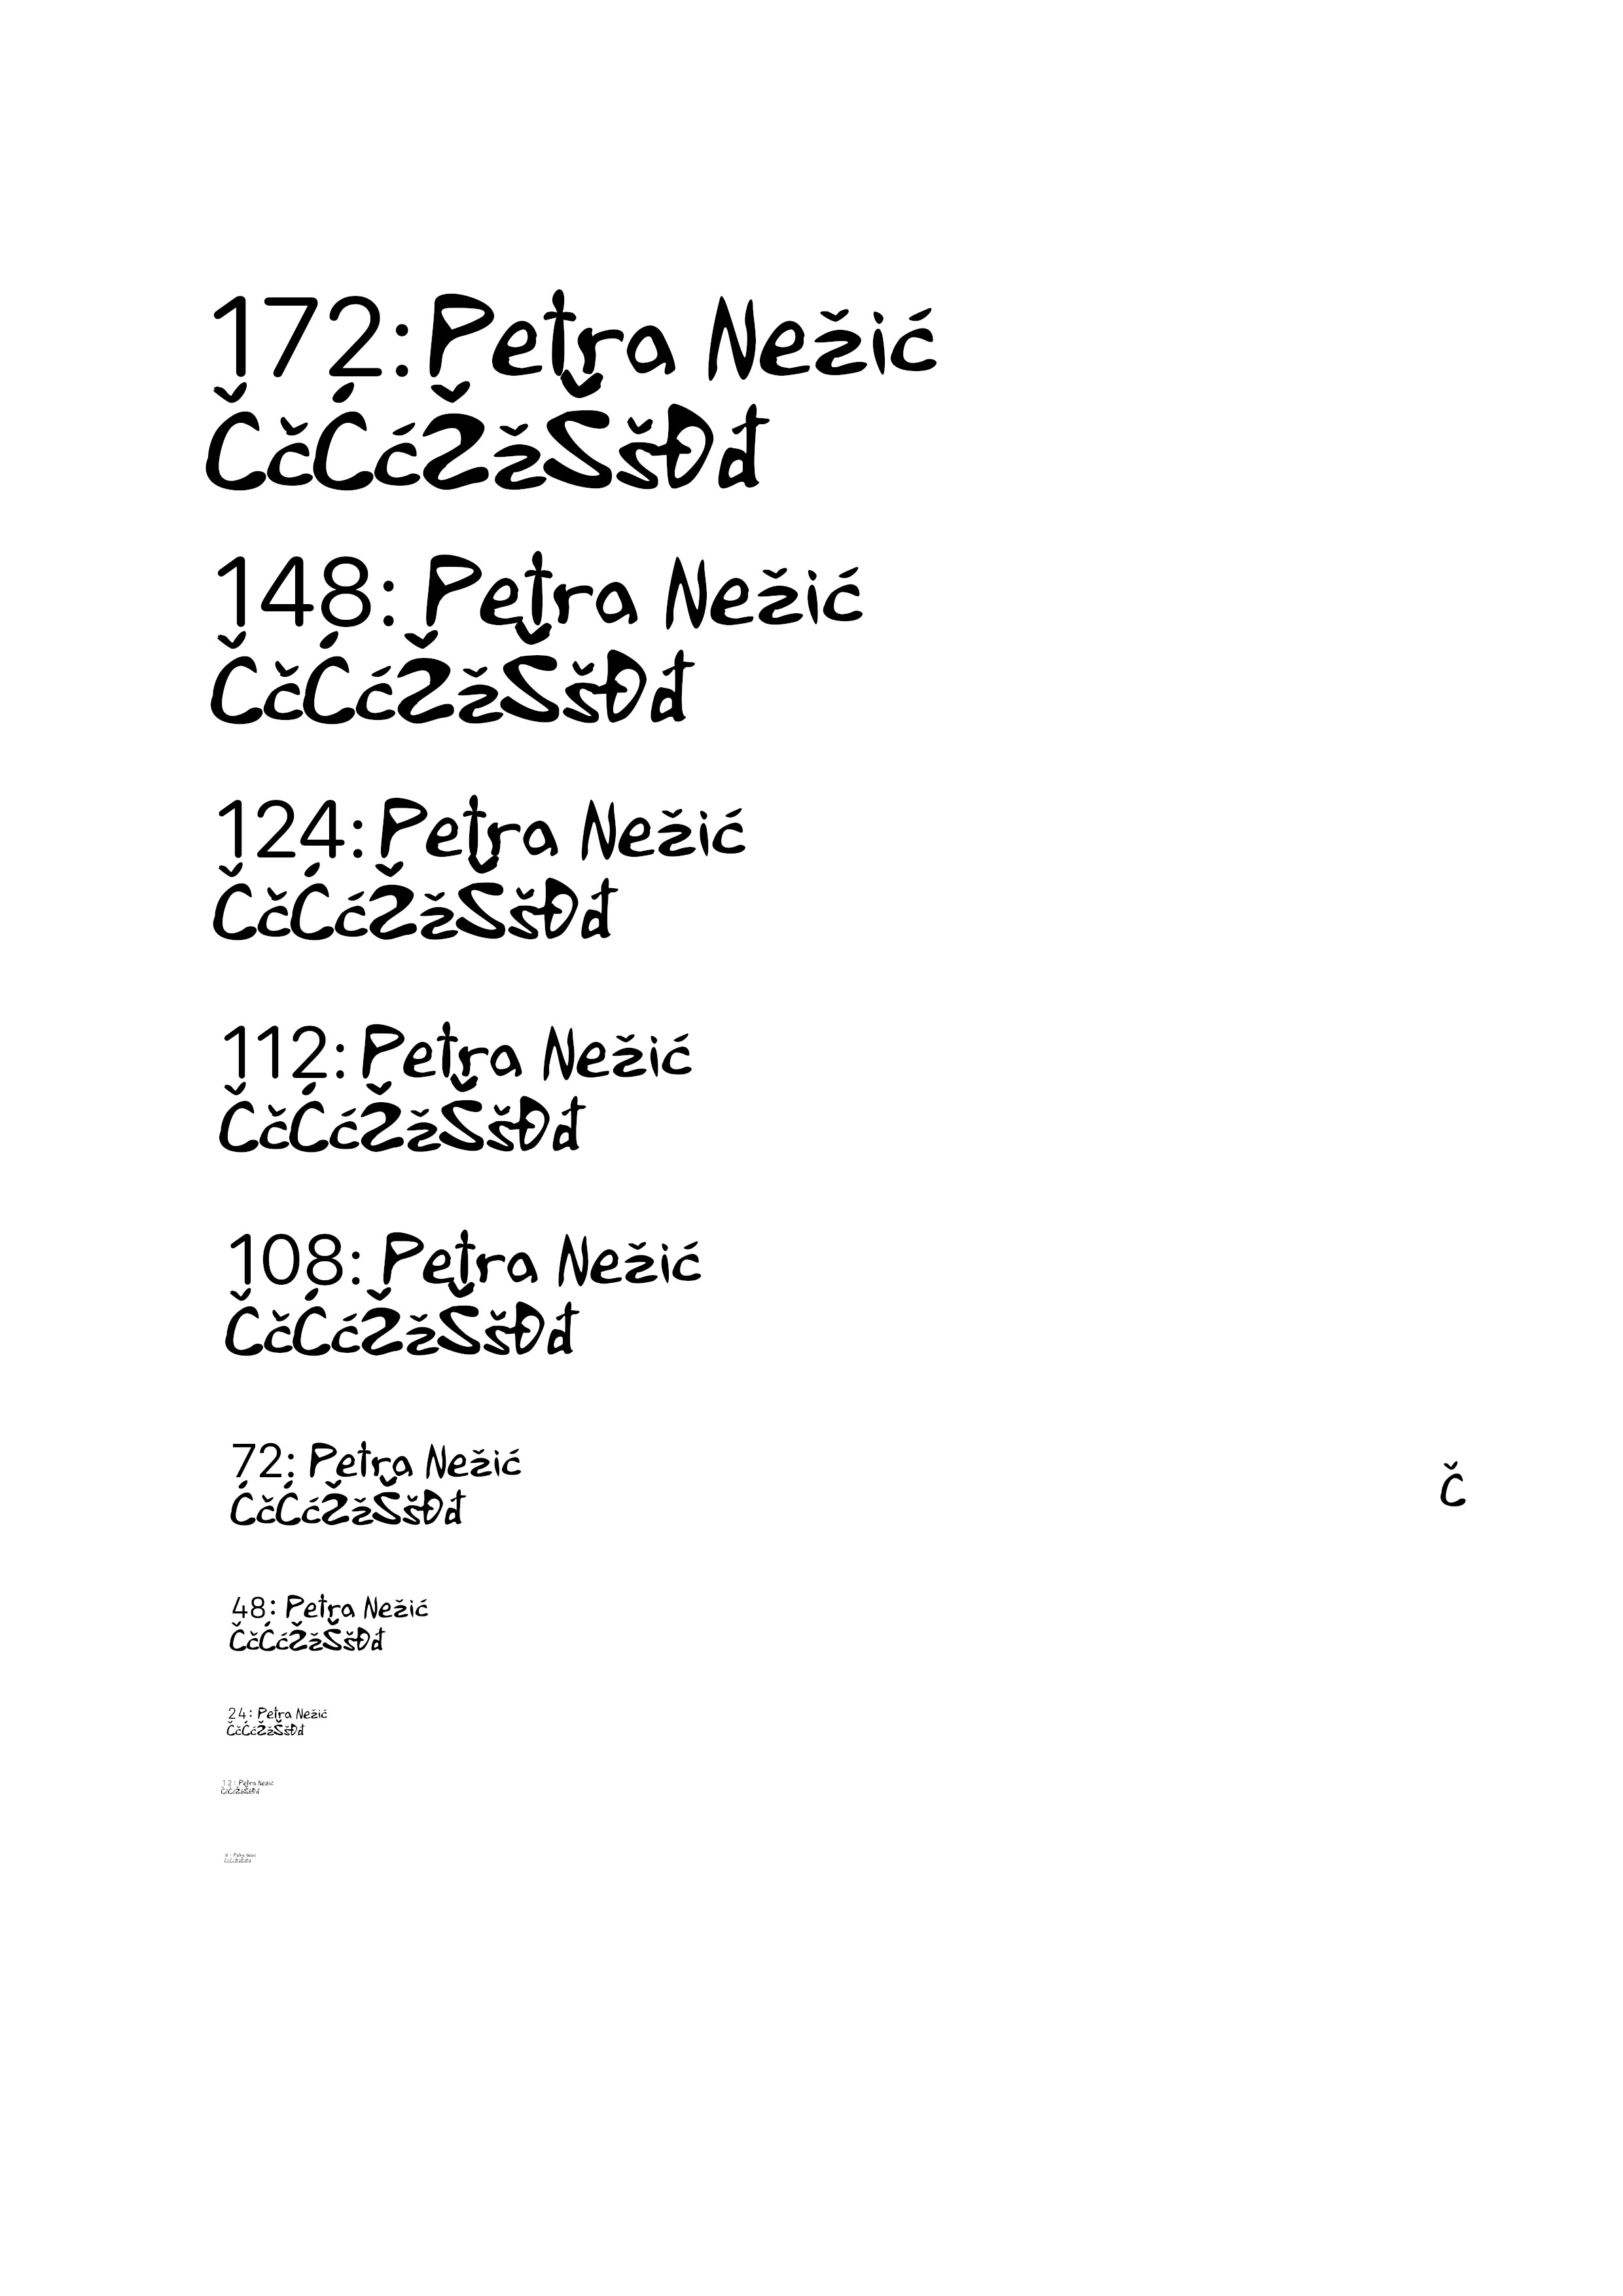 172: Petra Nežić
ČčĆćŽžŠšĐđ
148: Petra Nežić
ČčĆćŽžŠšĐđ
124: Petra Nežić
ČčĆćŽžŠšĐđ
112: Petra Nežić
ČčĆćŽžŠšĐđ
108: Petra Nežić
ČčĆćŽžŠšĐđ
72: Petra Nežić
ĆčĆćŽžŠšĐđ
Č
48: Petra Nežić
ČčĆćŽžŠšĐđ
24: Petra Nežić
ČčĆćŽžŠšĐđ
12: Petra Nežić
ČčĆćŽžŠšĐđ
8: Petra Nežić
ČčĆćŽžŠšĐđ